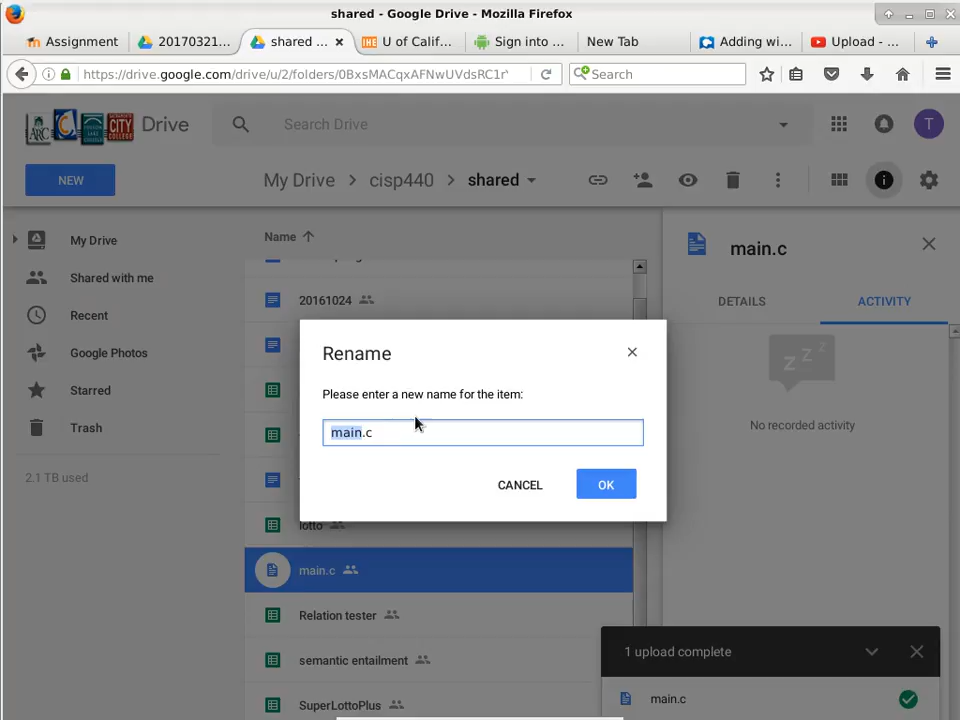 shared - Google Drive - Mozilla Firefox
Assignment
20170321...
shared ...
U of Calif...
Sign into ...
New Tab
Adding wi...
Upload - ...
https://drive.google.com/drive/u/2/folders/0BxsMACqxAFNwUVdsRC1r
Search
ARC
CITY
Drive
Search Drive
T
NEW
My Drive > cisp440 > shared
My Drive
Shared with me
Recent
Google Photos
Starred
Trash
2.1 TB used
Name
20161024
lotto
main.c
Relation tester
semantic entailment
SuperLottoPlus
Rename
Please enter a new name for the item:
main.c
CANCEL
OK
main.c
DETAILS
ACTIVITY
z z z
No recorded activity
1 upload complete
main.c